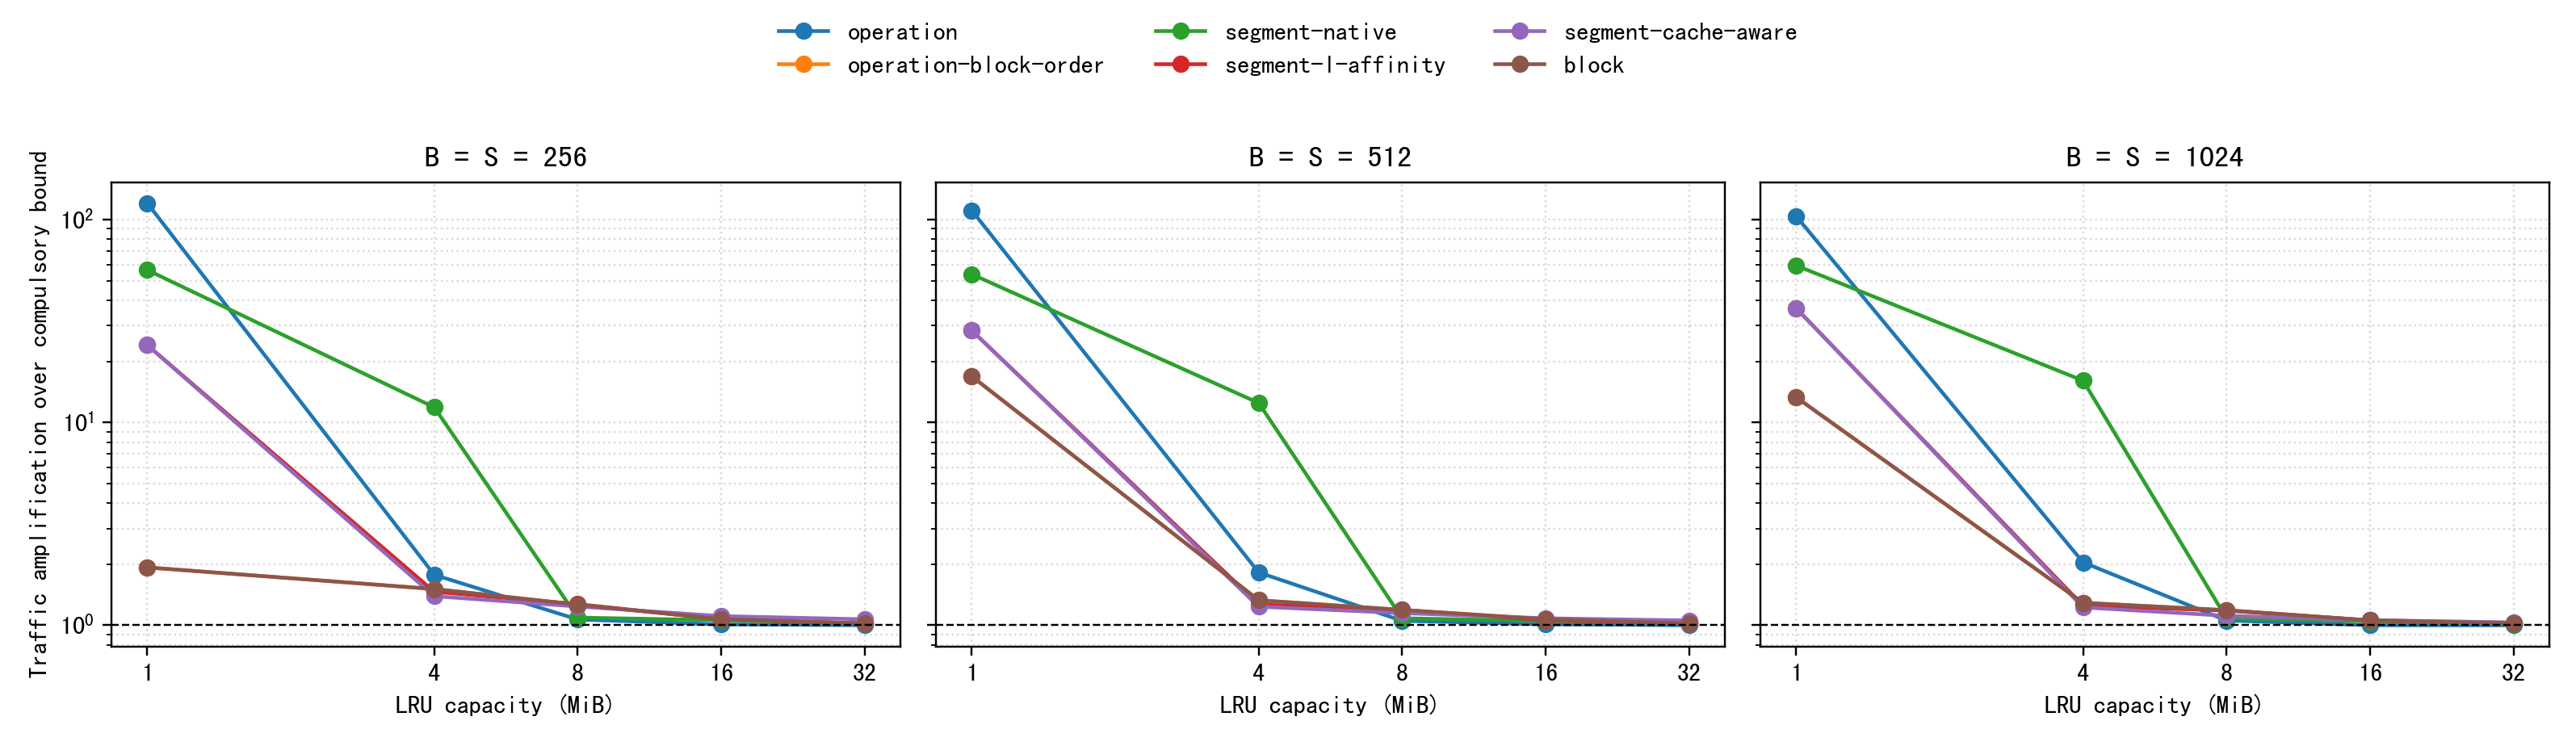 operation
operation-block-order
segment-native
segment-l-affinity
segment-cache-aware
block
Traffic amplification over compulsory bound
B = S = 256
10²
10¹
10⁰
1 4 8 16 32
LRU capacity (MiB)
B = S = 512
1 4 8 16 32
LRU capacity (MiB)
B = S = 1024
1 4 8 16 32
LRU capacity (MiB)